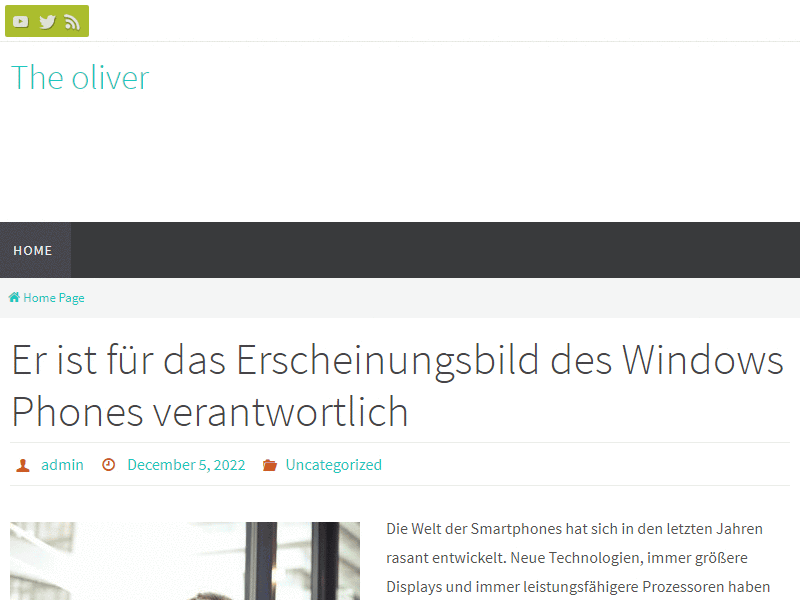 The oliver
HOME
Home Page
Er ist für das Erscheinungsbild des Windows
Phones verantwortlich
admin December 5, 2022 Uncategorized
Die Welt der Smartphones hat sich in den letzten Jahren
rasant entwickelt. Neue Technologien, immer größere
Displays und immer leistungsfähigere Prozessoren haben